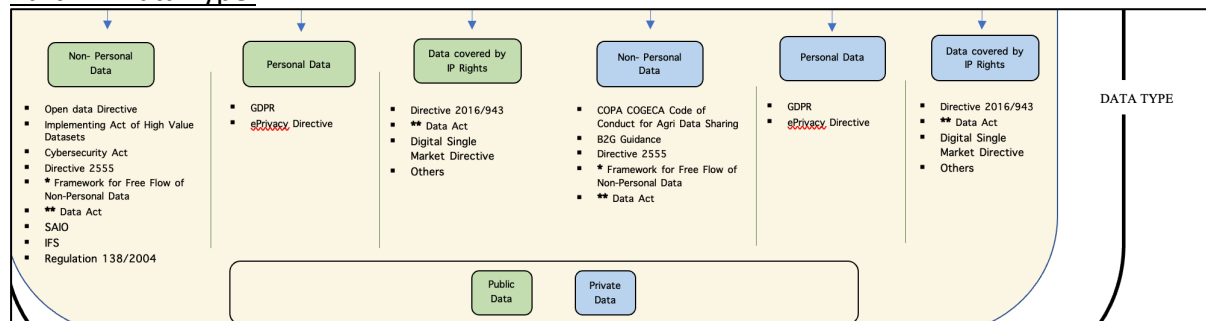 Non- Personal
Data
Personal Data
Data covered by
IP Rights
Non-Personal
Data
Personal Data
Data covered by
IP Rights
DATA TYPE
▪ Open data Directive
▪ Implementing Act of High Value
Datasets
▪ Cybersecurity Act
▪ Directive 2555
▪ * Framework for Free Flow of
Non-Personal Data
▪ ** Data Act
▪ SAIO
▪ IFS
▪ Regulation 138/2004
▪ GDPR
▪ ePrivacy Directive
▪ Directive 2016/943
▪ ** Data Act
▪ Digital Single
Market Directive
▪ Others
▪ COPA COGECA Code of
Conduct for Agri Data Sharing
▪ B2G Guidance
▪ Directive 2555
▪ * Framework for Free Flow of
Non-Personal Data
▪ ** Data Act
▪ GDPR
▪ ePrivacy Directive
▪ Directive 2016/943
▪ ** Data Act
▪ Digital Single
Market Directive
▪ Others
Public
Data
Private
Data